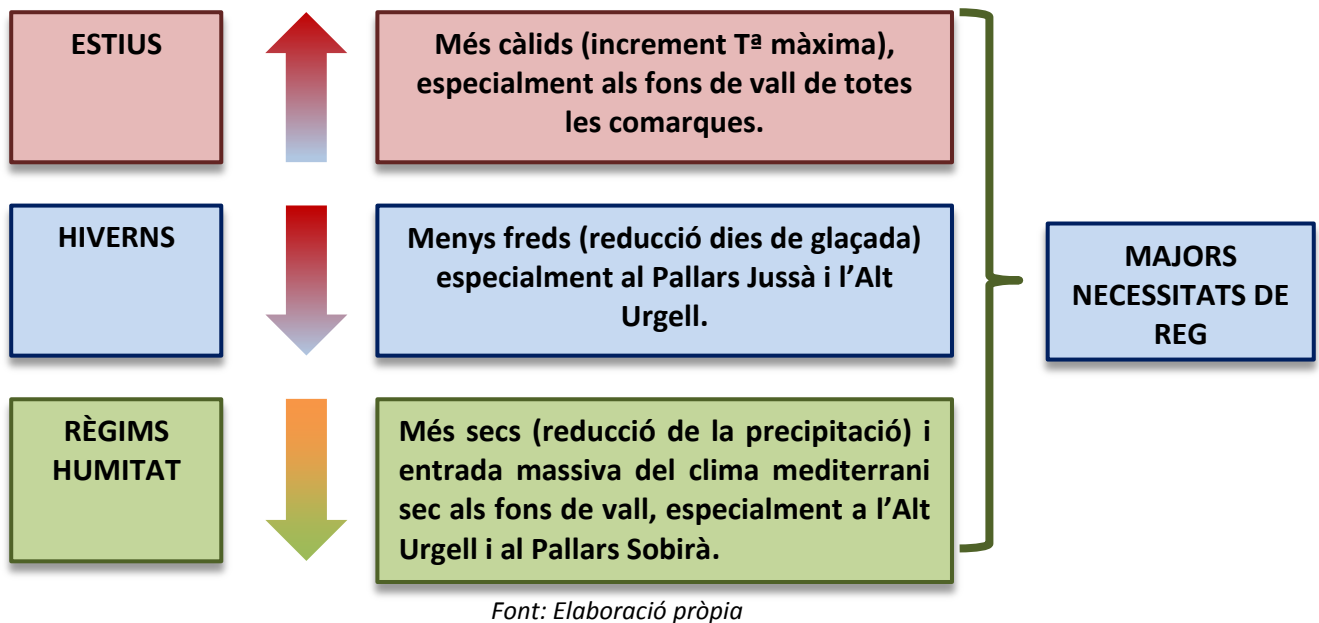 ESTIUS
Més càlids (increment Tª màxima),
especialment als fons de vall de totes
les comarques.
HIVERNS
Menys freds (reducció dies de glaçada)
especialment al Pallars Jussà i l’Alt
Urgell.
RÈGIMS
HUMITAT
Més secs (reducció de la precipitació) i
entrada massiva del clima mediterrani
sec als fons de vall, especialment a l’Alt
Urgell i al Pallars Sobirà.
MAJORS
NECESSITATS DE
REG
Font: Elaboració pròpia